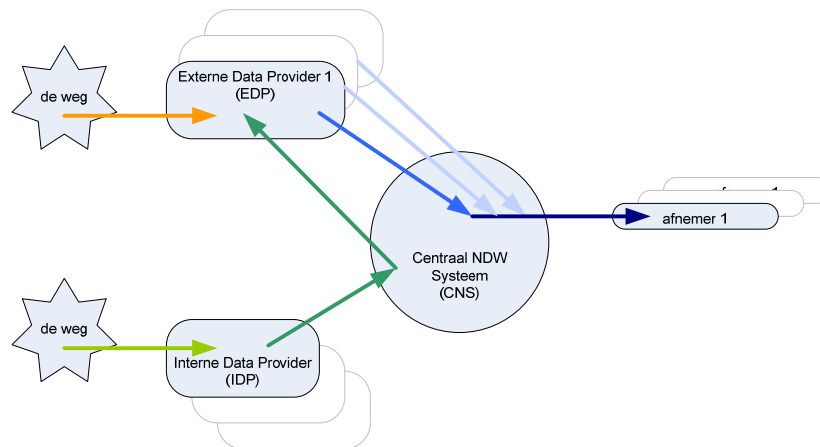 de weg
Externe Data Provider 1
(EDP)
Centraal NDW
Systeem
(CNS)
afnemer 1
de weg
Interne Data Provider
(IDP)